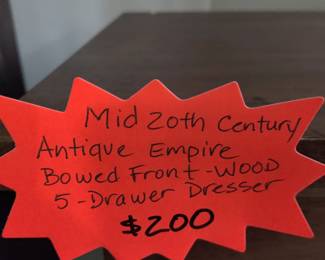 Mid 20th Century
Antique Empire
Bowed Front-WOOD
5-Drawer Dresser
$200